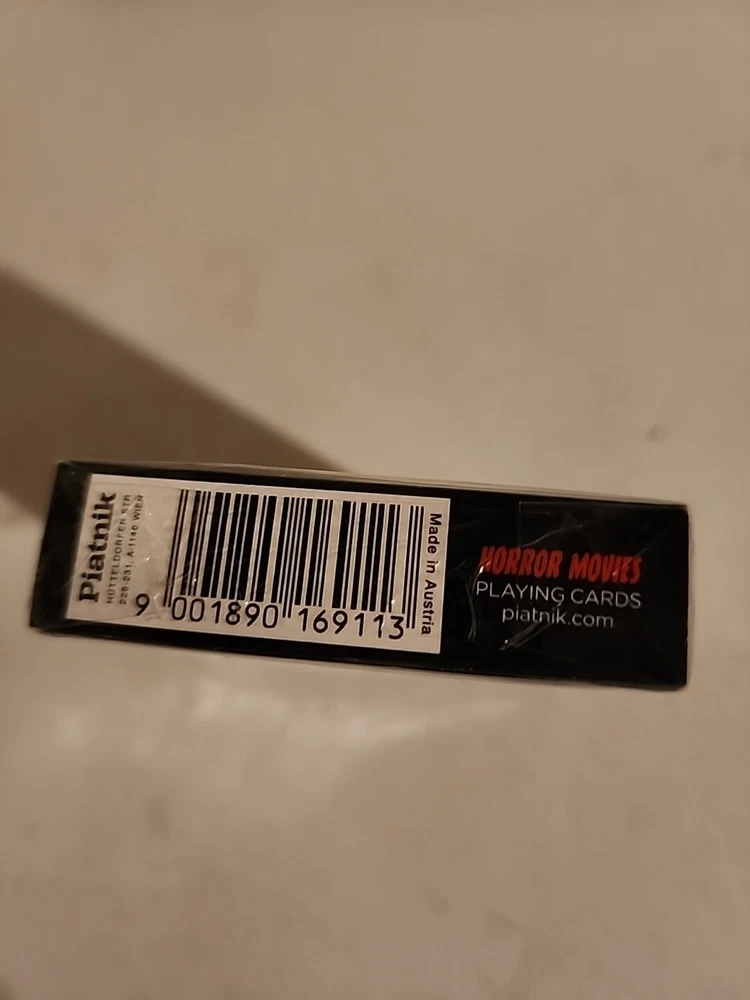 Piatnik
HÜTTELDORFER STR.
229-231, A-1140 WIEN
9 001890 169113
Made in Austria
HORROR MOVIES
PLAYING CARDS
piatnik.com